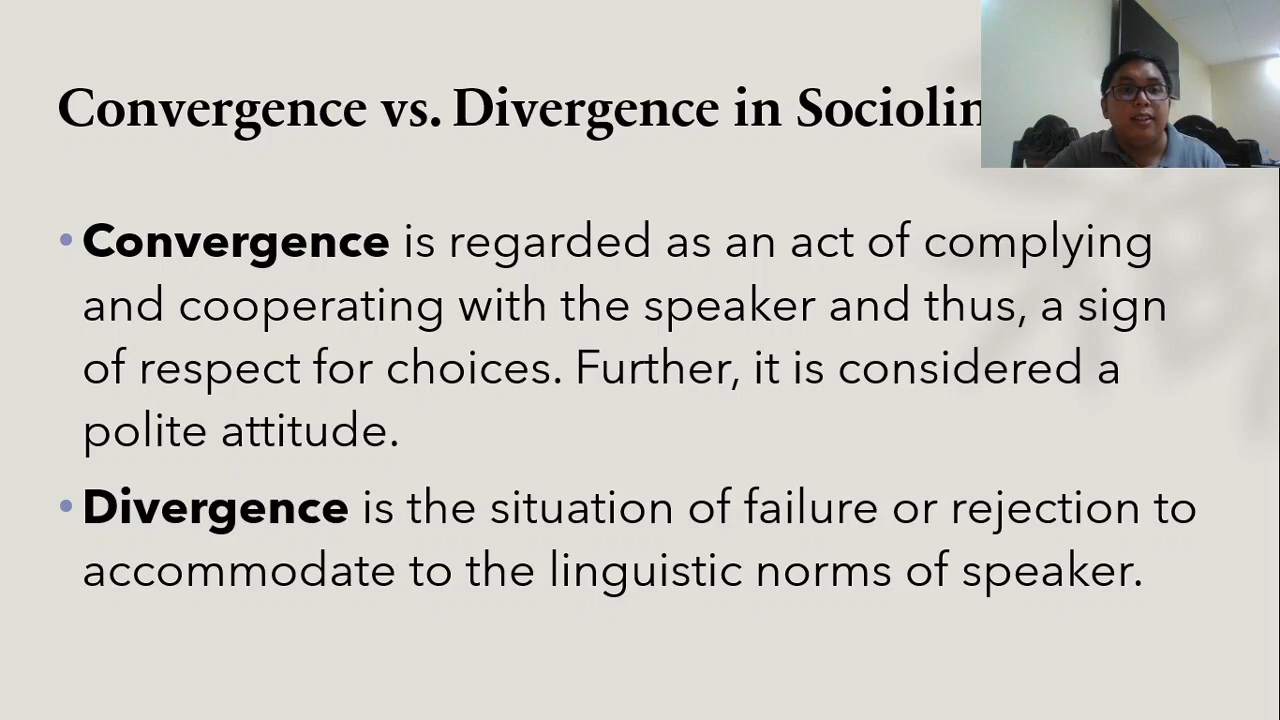 Convergence vs. Divergence in Sociolin
• Convergence is regarded as an act of complying
and cooperating with the speaker and thus, a sign
of respect for choices. Further, it is considered a
polite attitude.
• Divergence is the situation of failure or rejection to
accommodate to the linguistic norms of speaker.